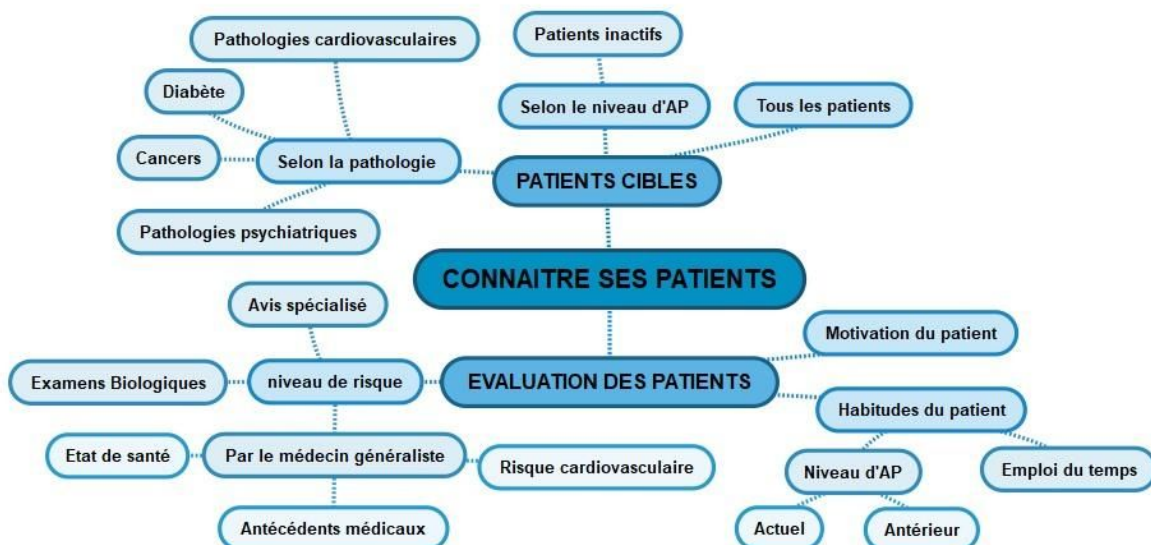 Pathologies cardiovasculaires
Patients inactifs
Diabète
Selon le niveau d'AP
Tous les patients
Cancers
Selon la pathologie
PATIENTS CIBLES
Pathologies psychiatriques
CONNAITRE SES PATIENTS
Avis spécialisé
Motivation du patient
Examens Biologiques
niveau de risque
EVALUATION DES PATIENTS
Habitudes du patient
Etat de santé
Par le médecin généraliste
Risque cardiovasculaire
Niveau d'AP
Emploi du temps
Antécédents médicaux
Actuel
Antérieur